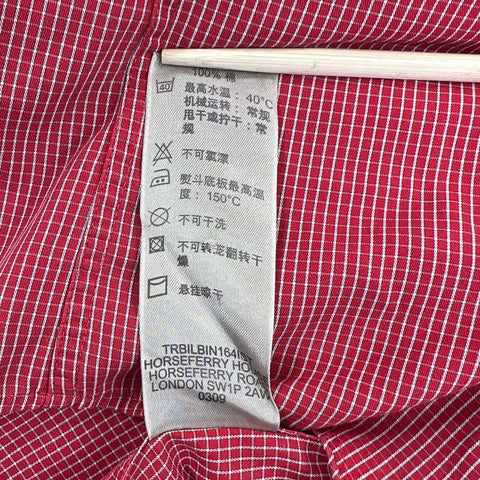 100% 棉
40
最高水温：40°C
机械运转：常规
甩干或拧干：常
规
不可氯漂
熨斗底板最高温
度：150°C
不可干洗
不可转笼翻转干
燥
悬挂晾干
TRBILBIN164
HORSEFERRY HO
HORSEFERRY ROA
LONDON SW1P 2AW
0309